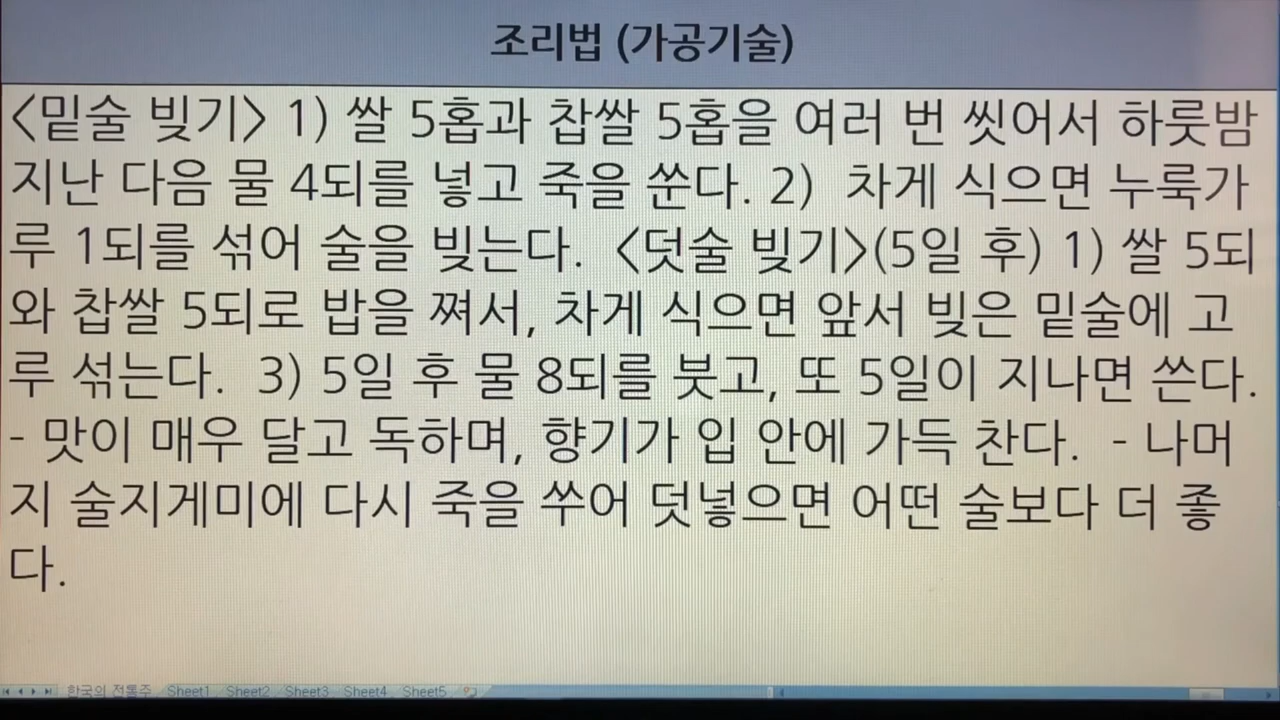 조리법 (가공기술)
<밑술 빚기> 1) 쌀 5홉과 찹쌀 5홉을 여러 번 씻어서 하룻밤
지난 다음 물 4되를 넣고 죽을 쑨다. 2) 차게 식으면 누룩가
루 1되를 섞어 술을 빚는다. <덧술 빚기>(5일 후) 1) 쌀 5되
와 찹쌀 5되로 밥을 쪄서, 차게 식으면 앞서 빚은 밑술에 고
루 섞는다. 3) 5일 후 물 8되를 붓고, 또 5일이 지나면 쓴다.
- 맛이 매우 달고 독하며, 향기가 입 안에 가득 찬다. - 나머
지 술지게미에 다시 죽을 쑤어 덧넣으면 어떤 술보다 더 좋
다.
한국의 전통주 Sheet1 Sheet2 Sheet3 Sheet4 Sheet5